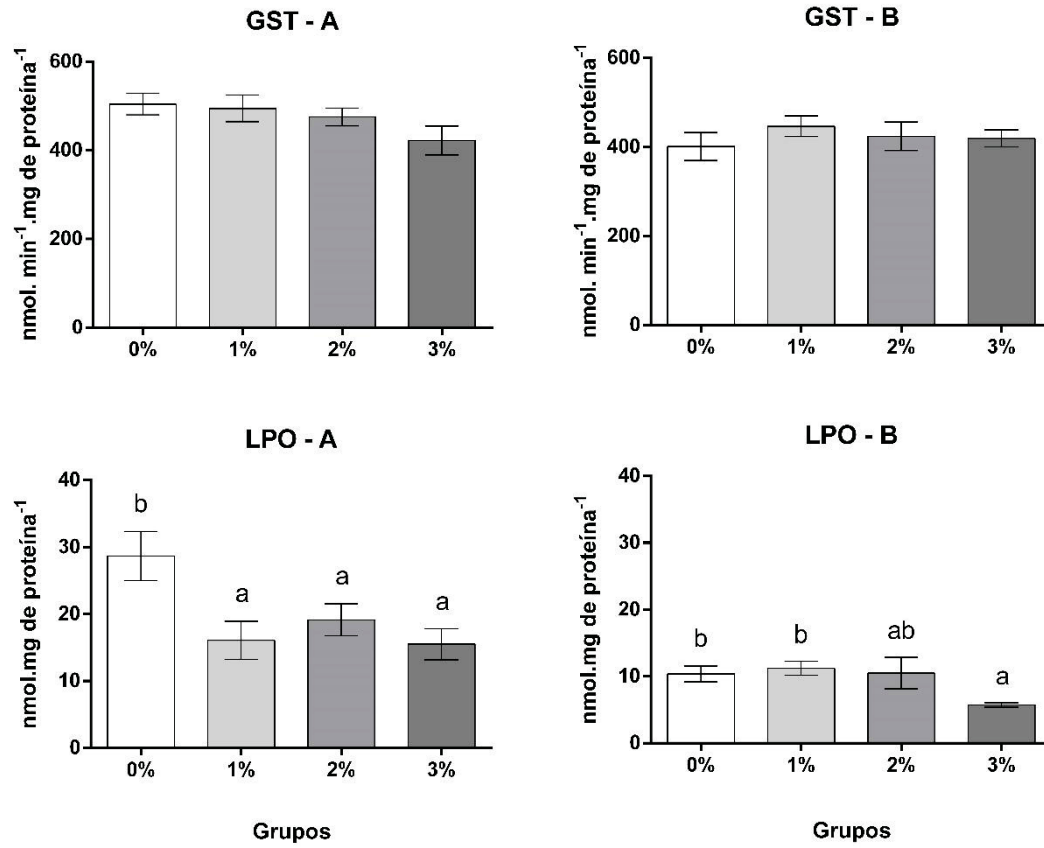 GST - A
nmol. min⁻¹.mg de proteína⁻¹
600
400
200
0
0% 1% 2% 3%
GST - B
nmol. min⁻¹.mg de proteína⁻¹
600
400
200
0
0% 1% 2% 3%
LPO - A
nmol.mg de proteína⁻¹
40
30
20
10
0
b a a a
0% 1% 2% 3%
Grupos
LPO - B
nmol.mg de proteína⁻¹
40
30
20
10
0
b b ab a
0% 1% 2% 3%
Grupos